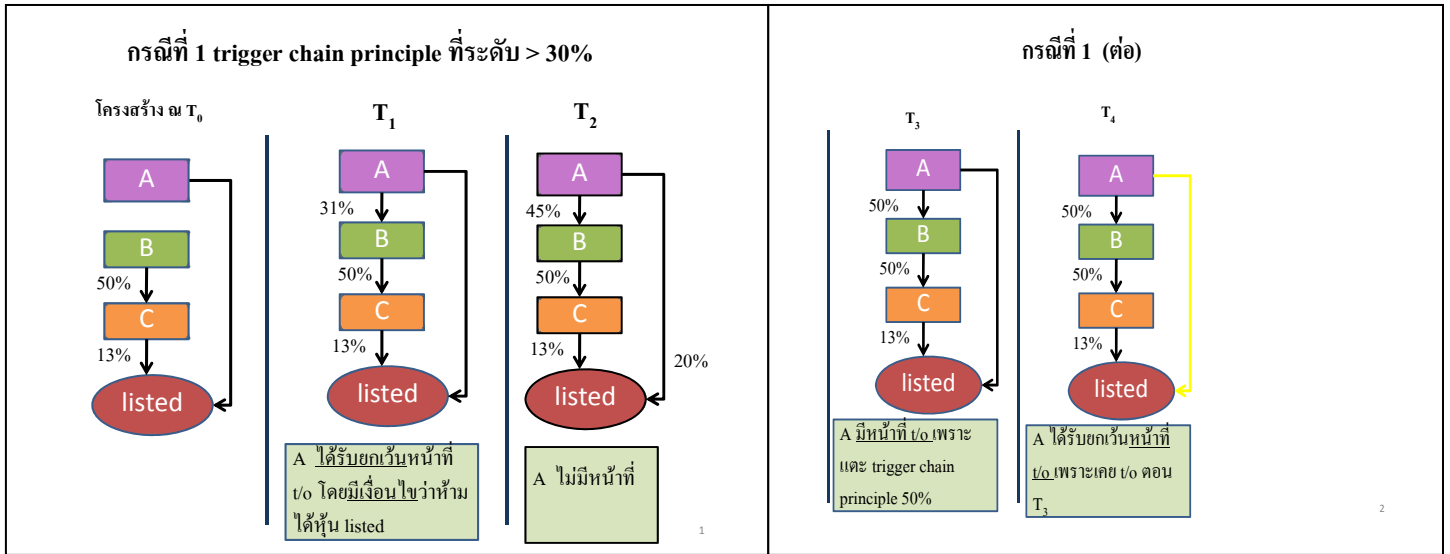 กรณีที่ 1 trigger chain principle ที่ระดับ > 30%
โครงสร้าง ณ T0
A
B
50%
C
13%
listed
T1
A
31%
B
50%
C
13%
listed
A ได้รับยกเว้นหน้าที่
t/o โดยมีเงื่อนไขว่าห้าม
ได้หุ้น listed
T2
A
45%
B
50%
C
13%
20%
listed
A ไม่มีหน้าที่
1
กรณีที่ 1 (ต่อ)
T3
A
50%
B
50%
C
13%
listed
A มีหน้าที่ t/o เพราะ
แตะ trigger chain
principle 50%
T4
A
50%
B
50%
C
13%
listed
A ได้รับยกเว้นหน้าที่
t/o เพราะเคย t/o ตอน
T3
2